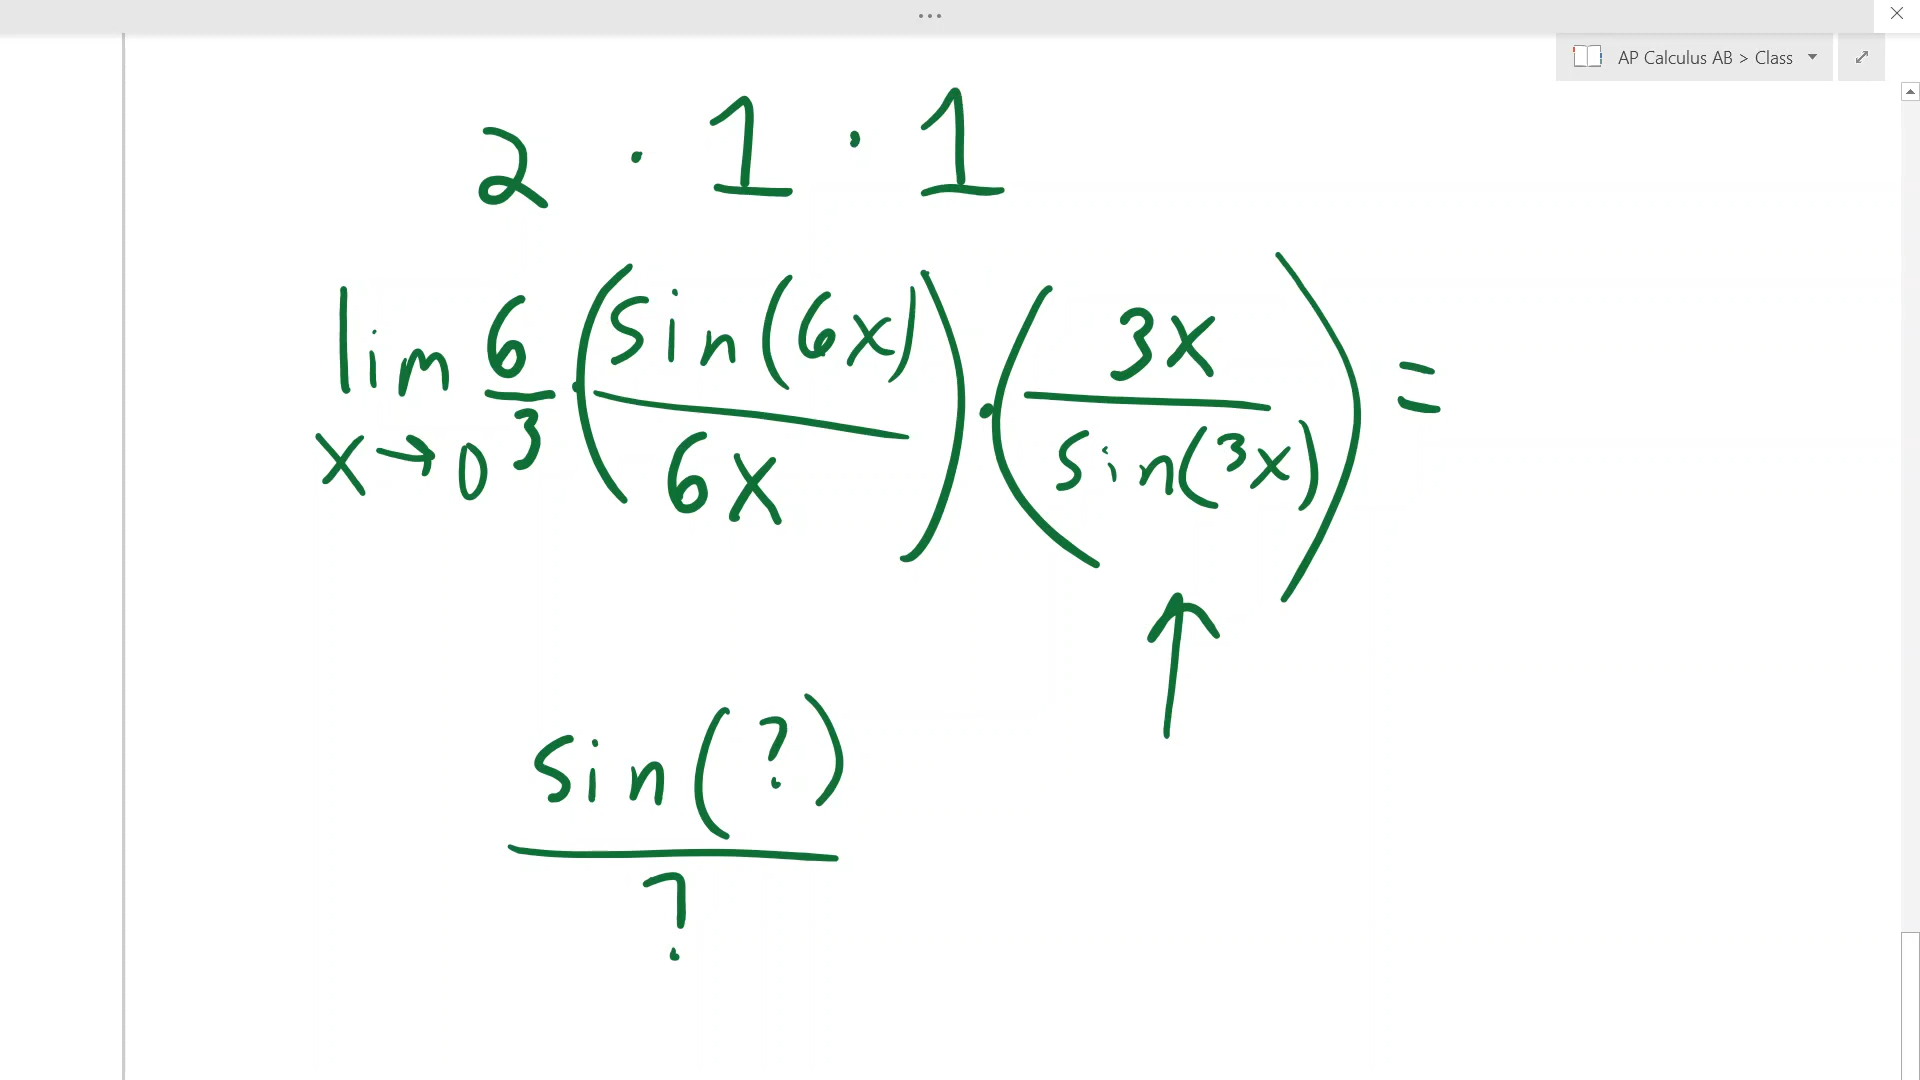 AP Calculus AB > Class
2 · 1 · 1
lim x→0 6/3 · (sin(6x)/6x) · (3x/sin(3x)) =
sin(?)
?